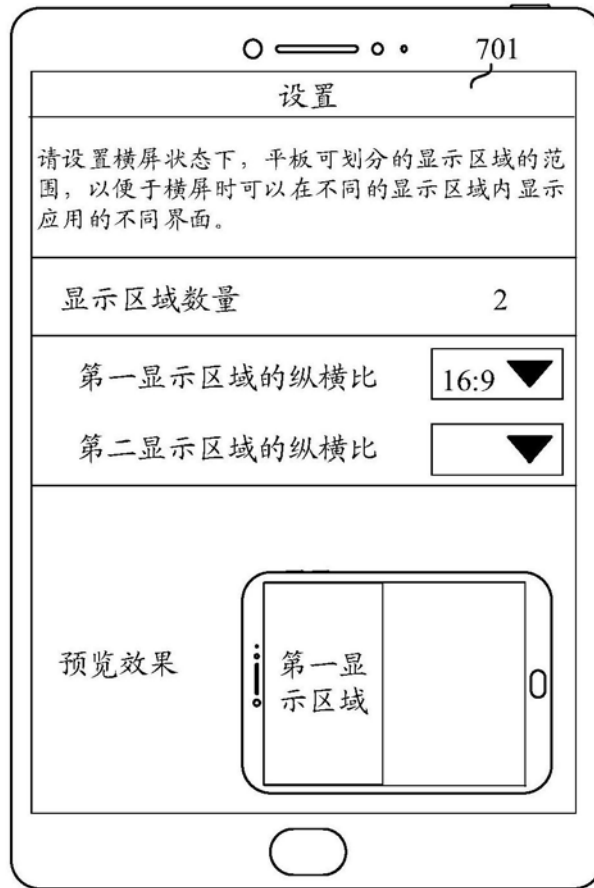 701
设置
请设置横屏状态下，平板可划分的显示区域的范
围，以便于横屏时可以在不同的显示区域内显示
应用的不同界面。
显示区域数量 2
第一显示区域的纵横比 16:9
第二显示区域的纵横比
预览效果
第一显
示区域